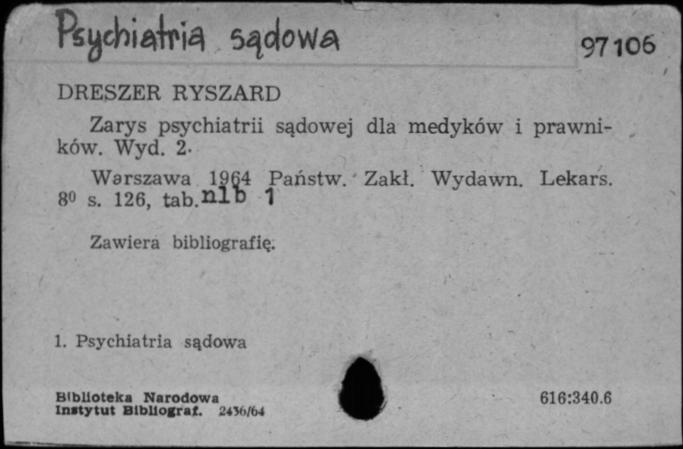 Psychiatria sądowa
97106
DRESZER RYSZARD
Zarys psychiatrii sądowej dla medyków i prawni-
ków. Wyd. 2.
Warszawa 1964 Państw. Zakł. Wydawn. Lekars.
8⁰ s. 126, tab. nlb 1
Zawiera bibliografię.
1. Psychiatria sądowa
Biblioteka Narodowa
Instytut Bibliograf. 2436/64
616:340.6